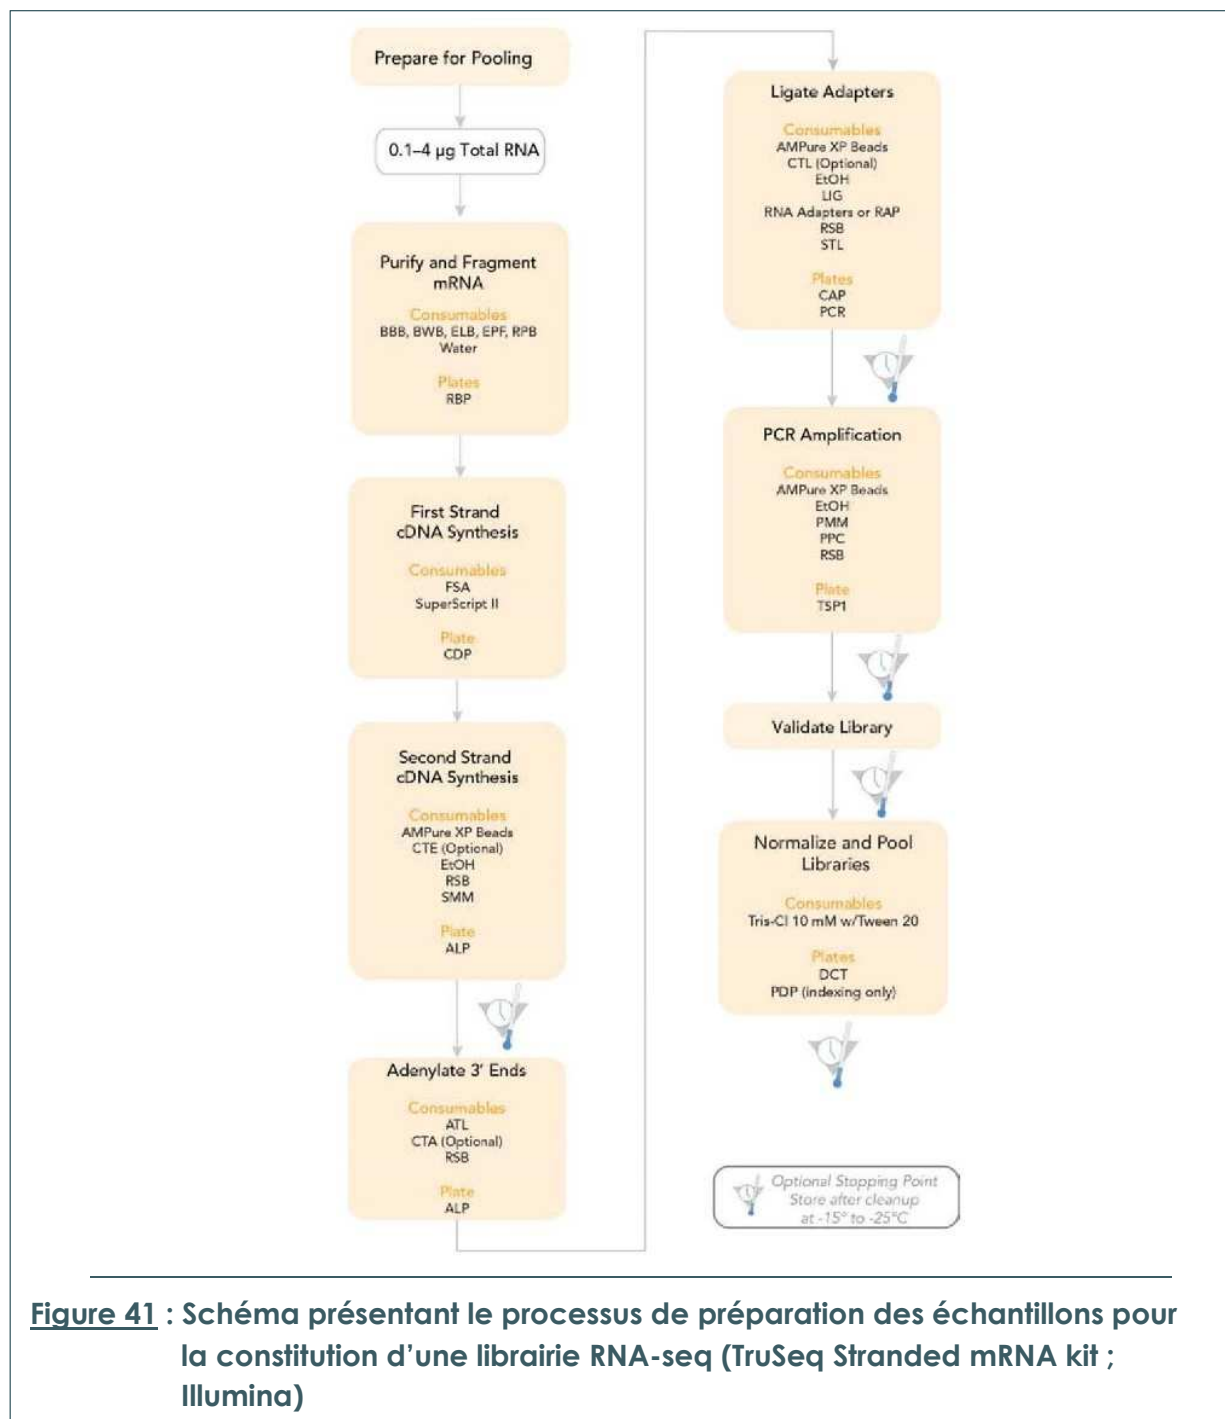 Prepare for Pooling
0.1–4 µg Total RNA
Purify and Fragment
mRNA
Consumables
BBB, BWB, ELB, EPF, RPB
Water
Plates
RBP
First Strand
cDNA Synthesis
Consumables
FSA
SuperScript II
Plate
CDP
Second Strand
cDNA Synthesis
Consumables
AMPure XP Beads
CTE (Optional)
EtOH
RSB
SMM
Plate
ALP
Adenylate 3' Ends
Consumables
ATL
CTA (Optional)
RSB
Plate
ALP
Ligate Adapters
Consumables
AMPure XP Beads
CTL (Optional)
EtOH
LIG
RNA Adapters or RAP
RSB
STL
Plates
CAP
PCR
PCR Amplification
Consumables
AMPure XP Beads
EtOH
PMM
PPC
RSB
Plate
TSP1
Validate Library
Normalize and Pool
Libraries
Consumables
Tris-Cl 10 mM w/Tween 20
Plates
DCT
PDP (indexing only)
Optional Stopping Point
Store after cleanup
at -15° to -25°C
Figure 41 : Schéma présentant le processus de préparation des échantillons pour
la constitution d'une librairie RNA-seq (TruSeq Stranded mRNA kit ;
Illumina)